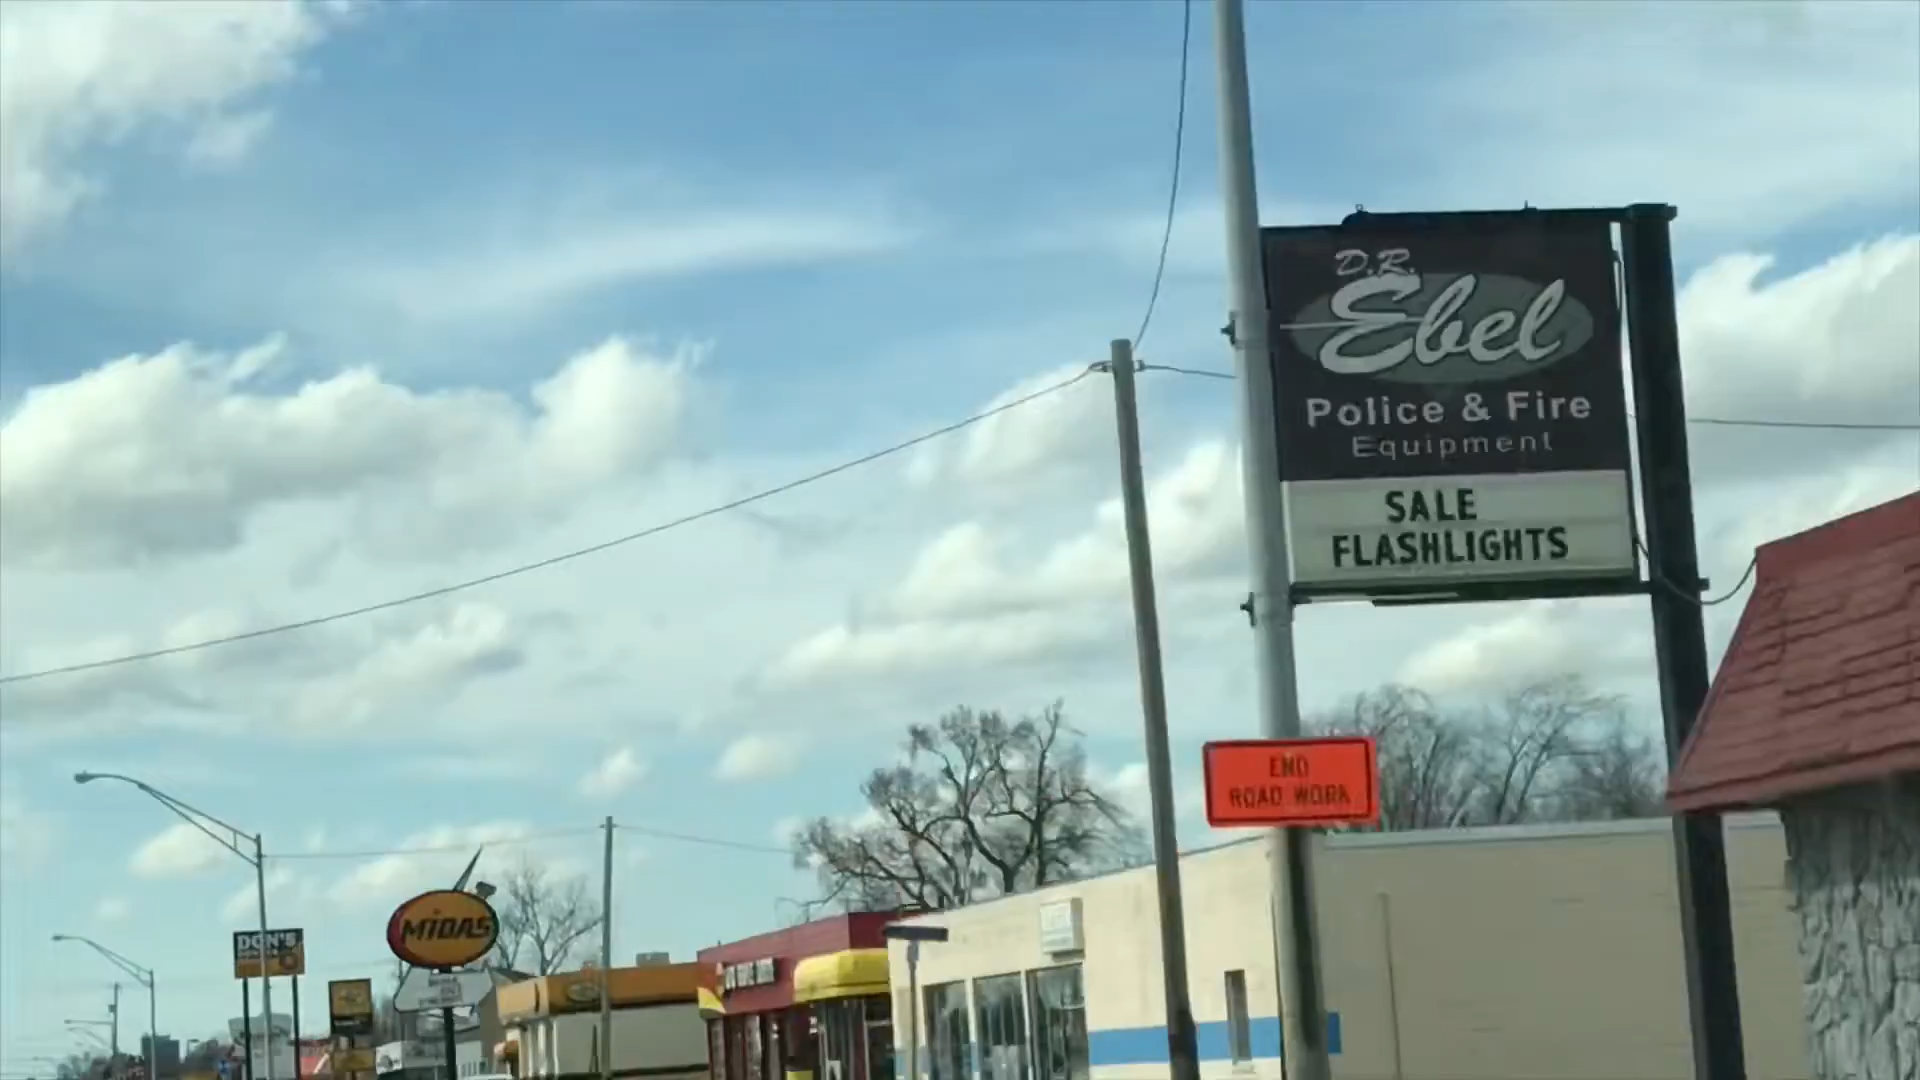 D.R.
Ebel
Police & Fire
Equipment
SALE
FLASHLIGHTS
END
ROAD WORK
MIDAS
DON'S